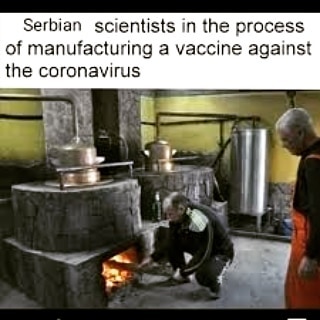 Serbian scientists in the process
of manufacturing a vaccine against
the coronavirus